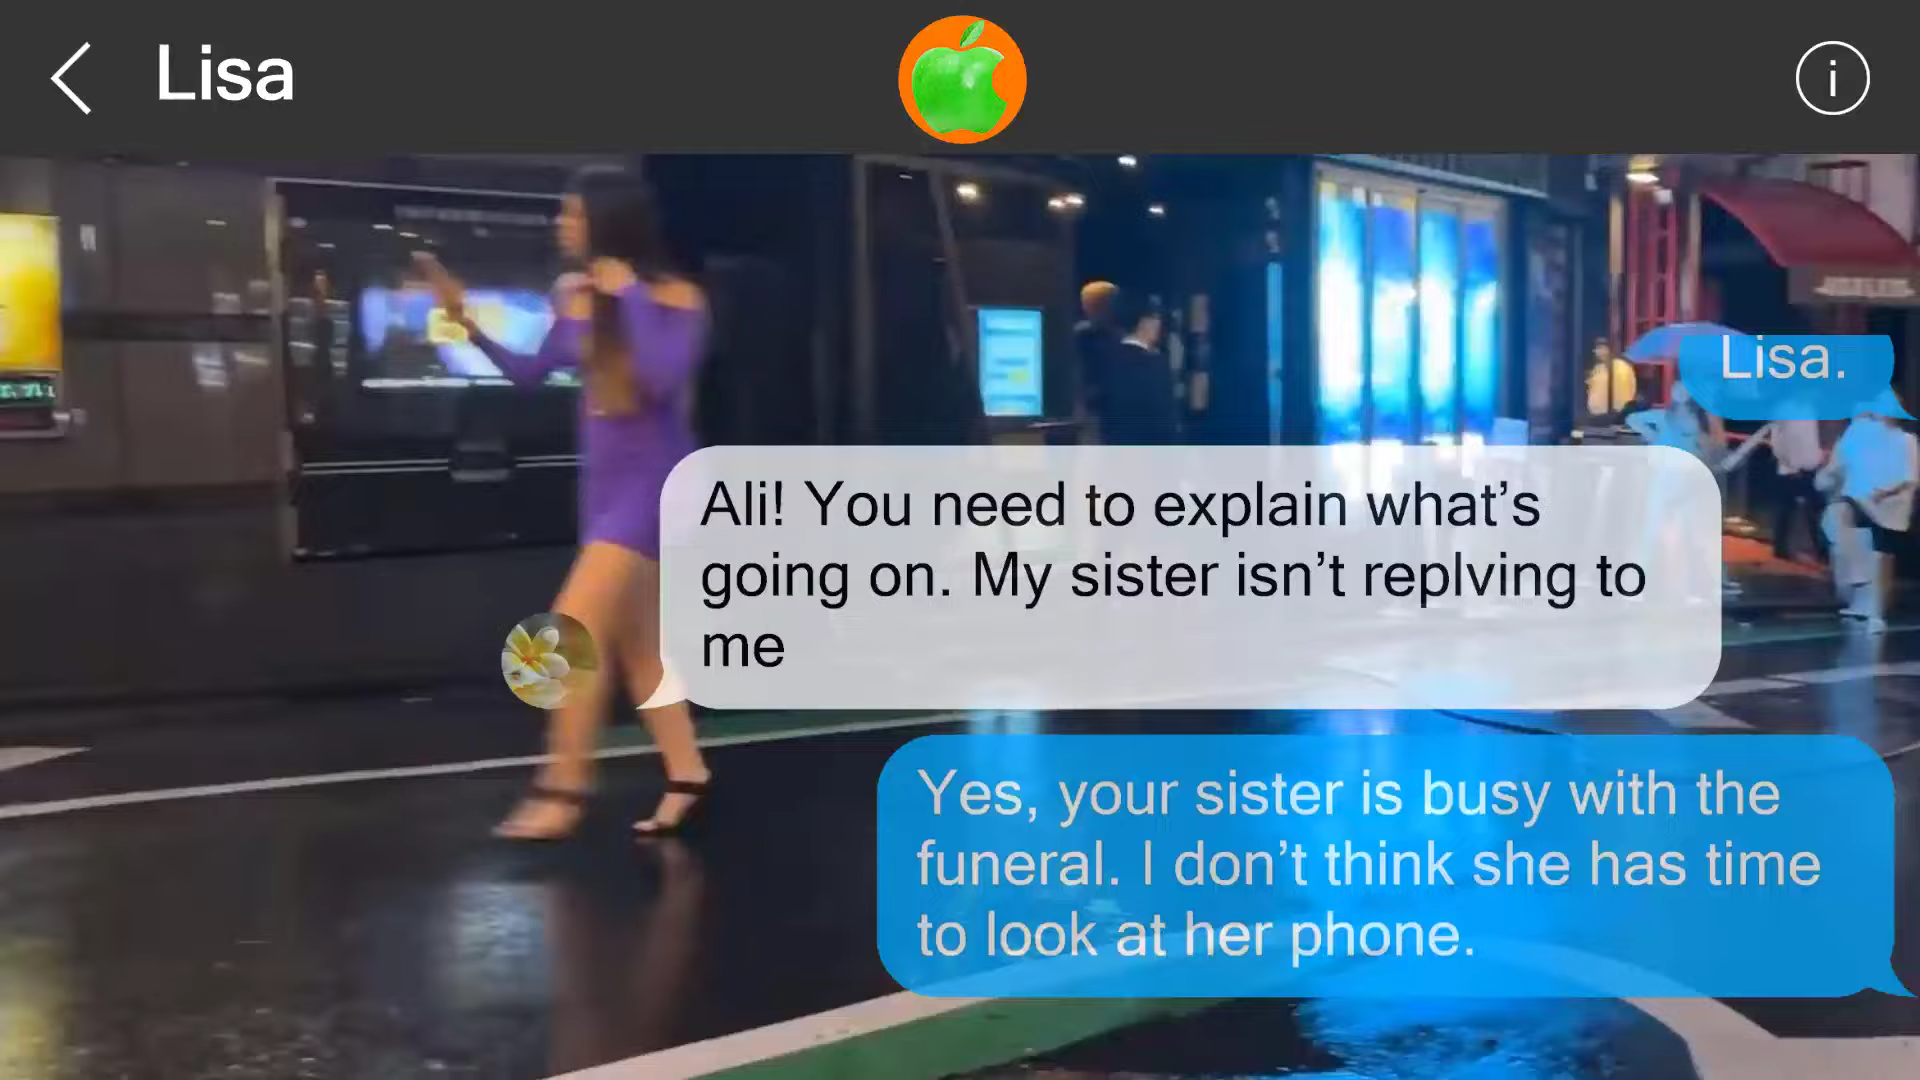 Lisa
i
Lisa.
Ali! You need to explain what’s
going on. My sister isn’t replving to
me
Yes, your sister is busy with the
funeral. I don’t think she has time
to look at her phone.